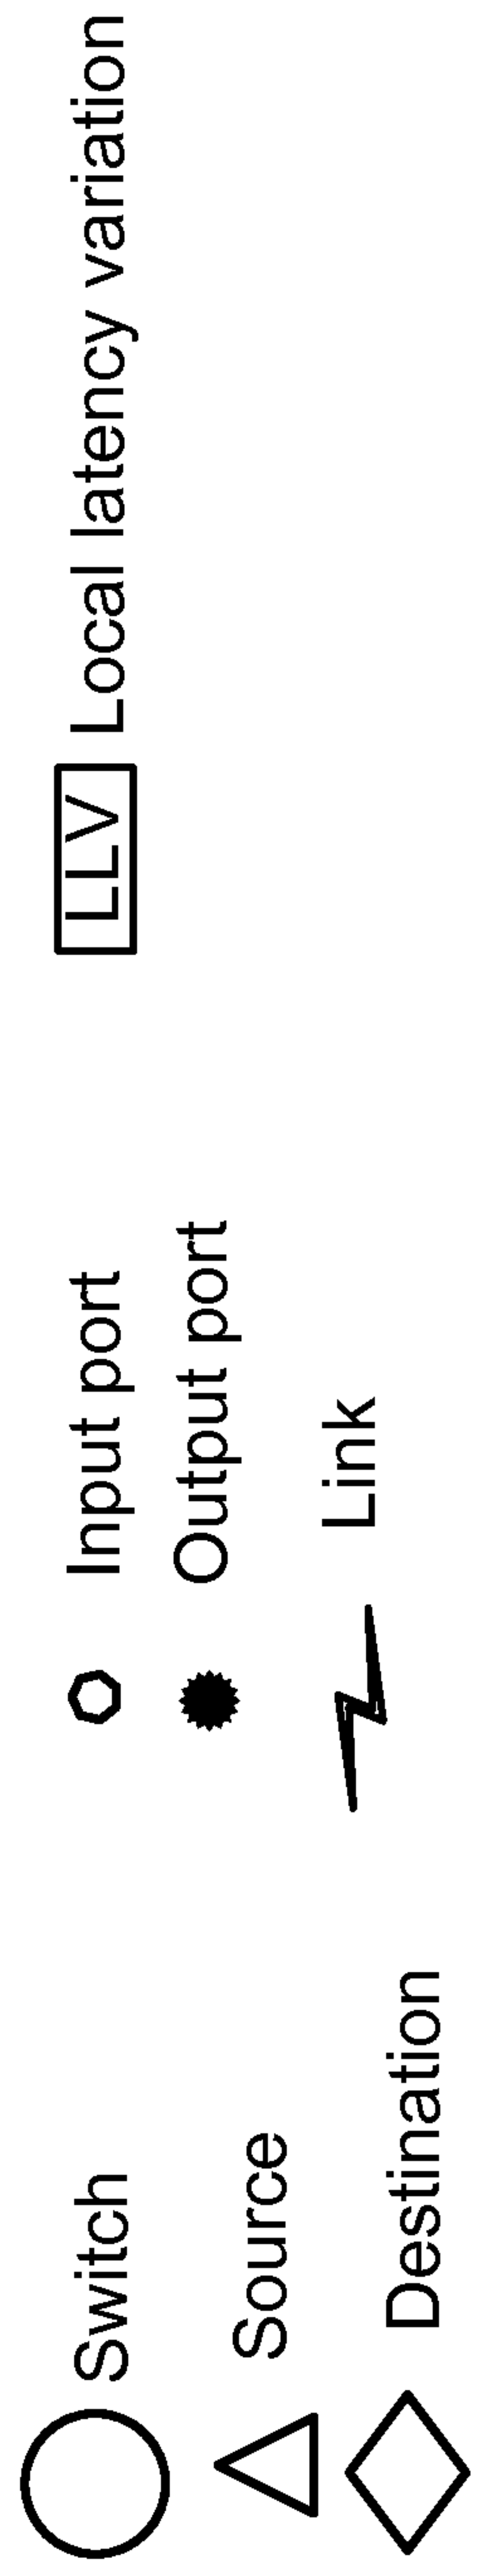 Switch
Source
Destination
Input port
Output port
Link
LLV Local latency variation